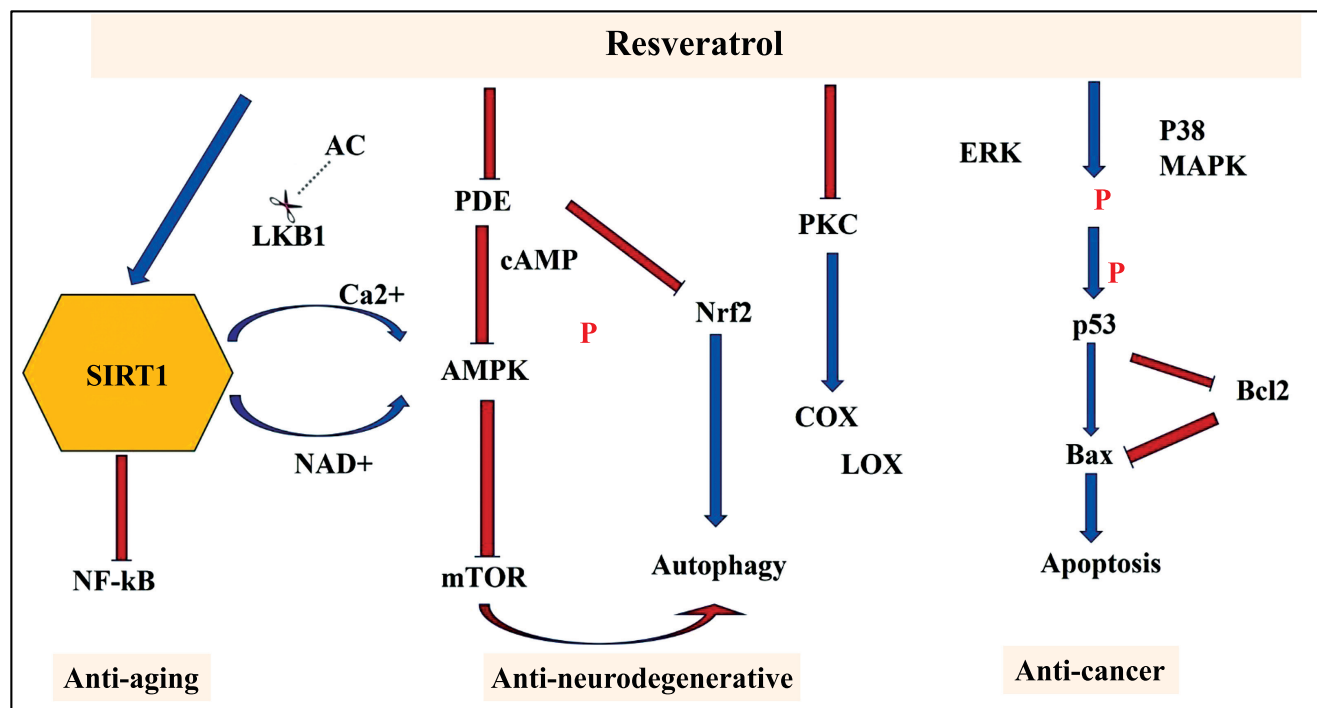 Resveratrol
AC
LKB1
SIRT1
Ca2+
NAD+
NF-kB
PDE
cAMP
AMPK
P
mTOR
Nrf2
Autophagy
PKC
COX
LOX
ERK
P38
MAPK
P
P
p53
Bcl2
Bax
Apoptosis
Anti-aging
Anti-neurodegenerative
Anti-cancer